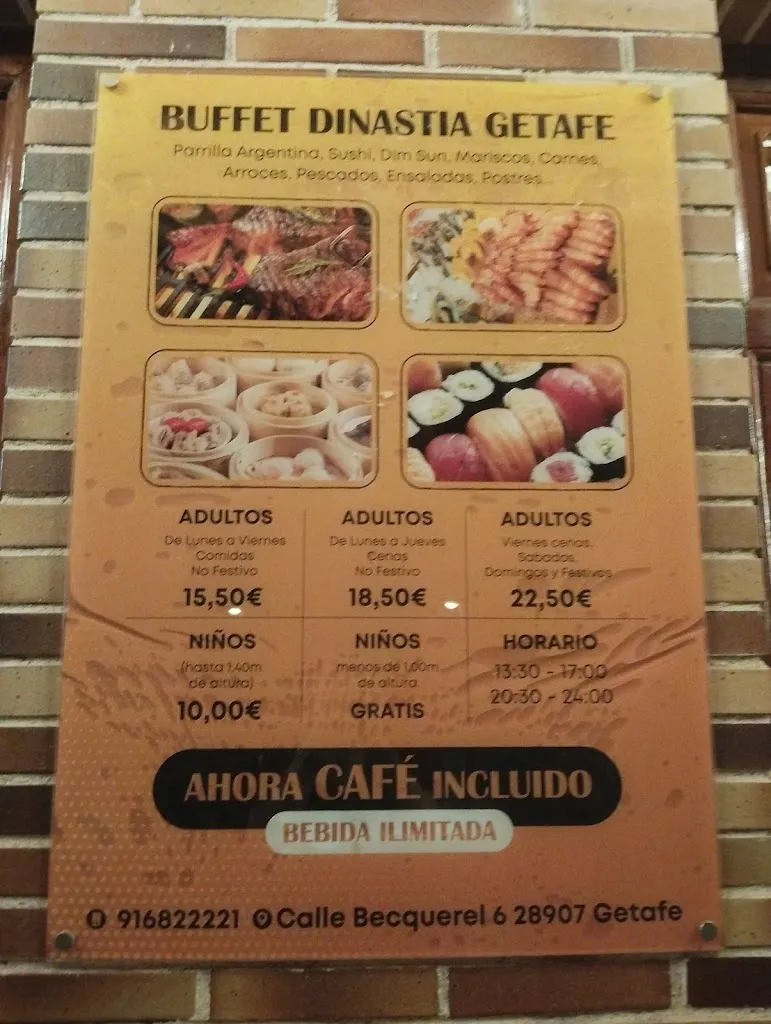 BUFFET DINASTIA GETAFE
Parrilla Argentina, Sushi, Dim Sun, Mariscos, Carnes,
Arroces, Pescados, Ensaladas, Postres...
ADULTOS
De Lunes a Viernes
Comidas
No Festivo
15,50€
ADULTOS
De Lunes a Jueves
Cenas
No Festivo
18,50€
ADULTOS
Viernes cenas,
Sabados,
Domingos y Festivos
22,50€
NIÑOS
(hasta 1,40m
de altura)
10,00€
NIÑOS
menos de 1,00m
de altura
GRATIS
HORARIO
13:30 - 17:00
20:30 - 24:00
AHORA CAFÉ INCLUIDO
BEBIDA ILIMITADA
916822221 Calle Becquerel 6 28907 Getafe